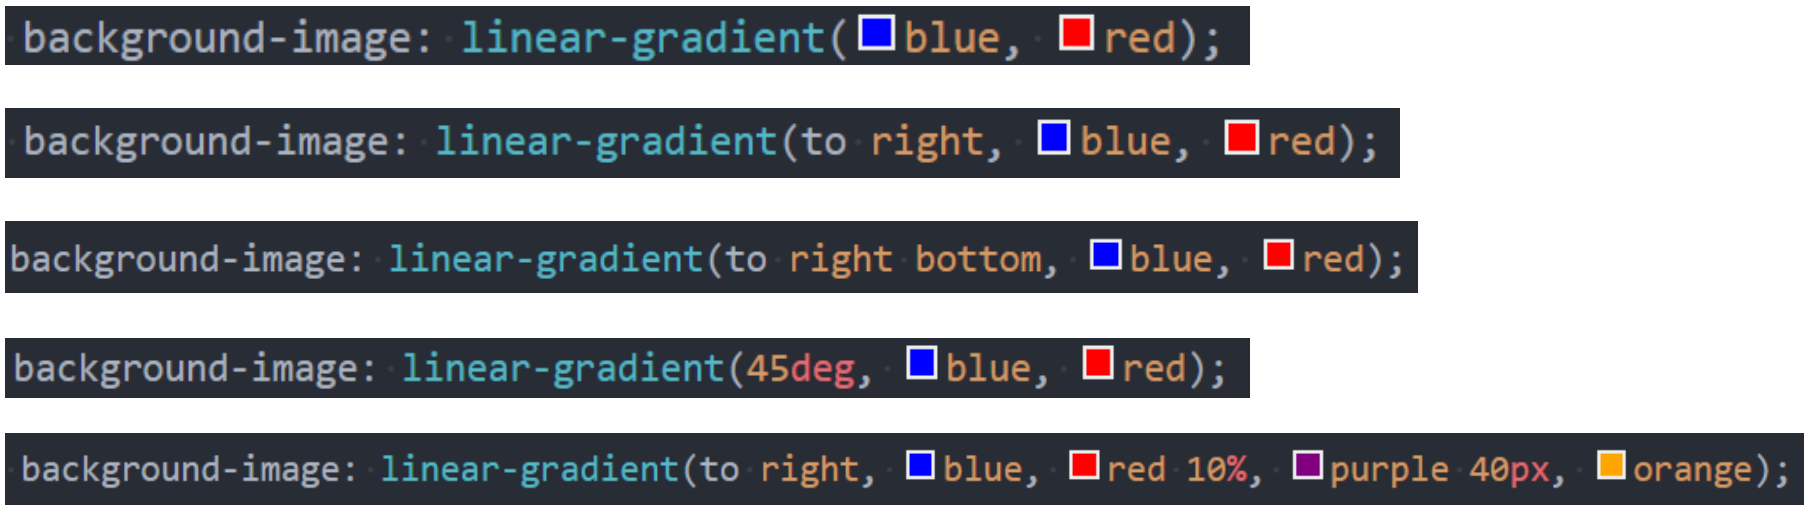 background-image: linear-gradient(blue, red);
background-image: linear-gradient(to right, blue, red);
background-image: linear-gradient(to right bottom, blue, red);
background-image: linear-gradient(45deg, blue, red);
background-image: linear-gradient(to right, blue, red 10%, purple 40px, orange);